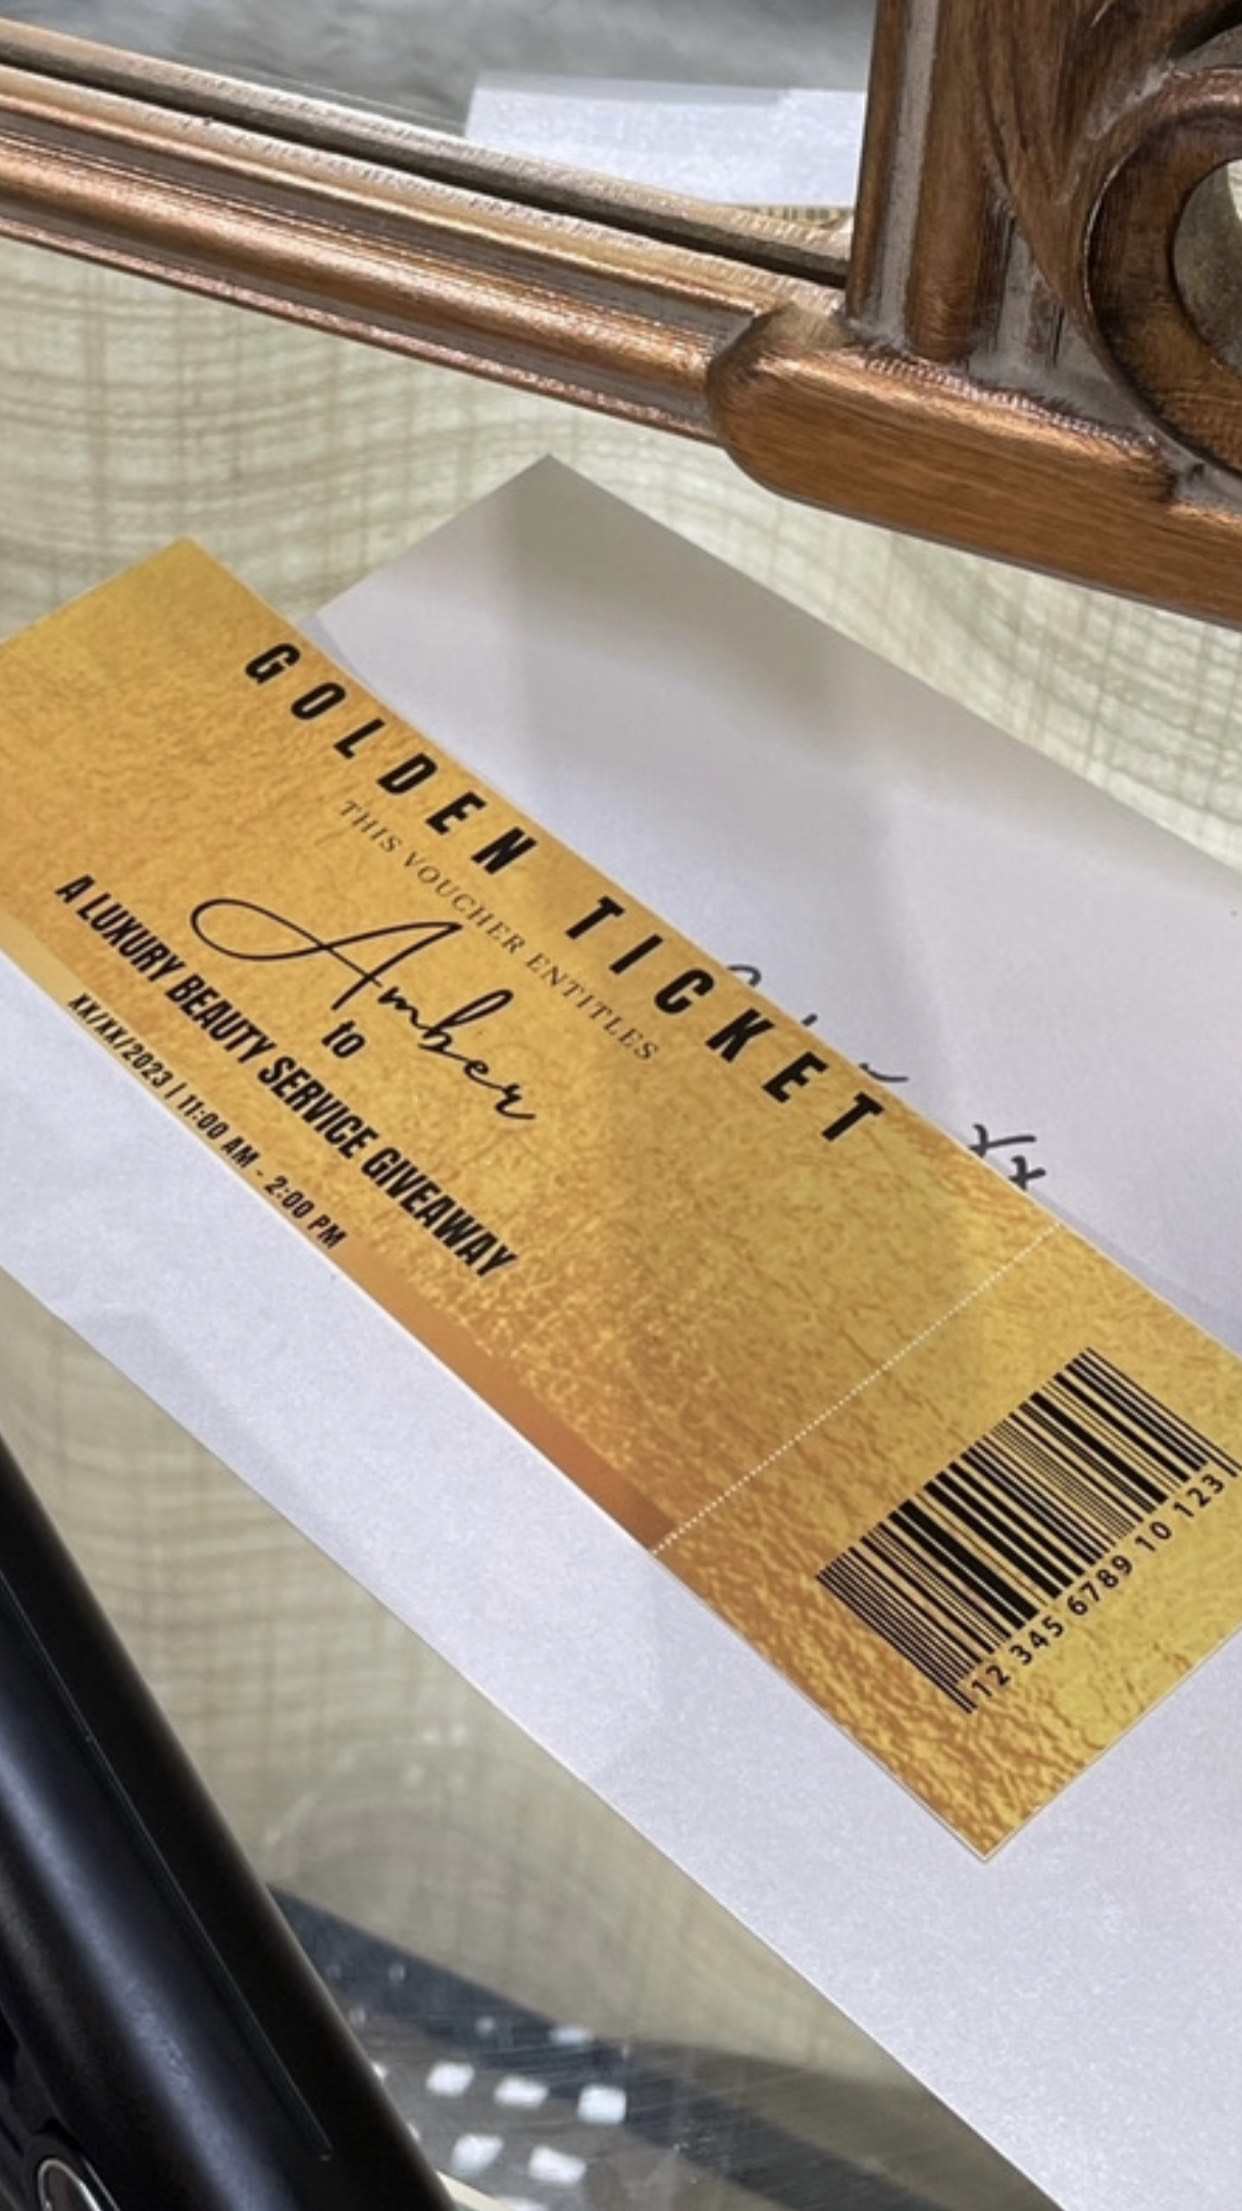 GOLDEN TICKET
THIS VOUCHER ENTITLES
Amber
to
A LUXURY BEAUTY SERVICE GIVEAWAY
XX/XX/2023 | 11:00 AM - 2:00 PM
12 345 6789 10 123